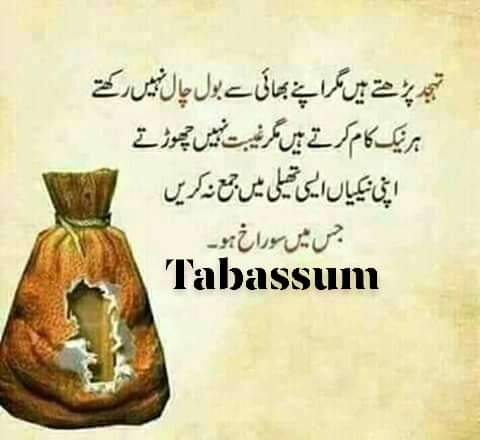 تہجد پڑھتے ہیں مگر اپنے بھائی سے بول چال نہیں رکھتے
ہر نیک کام کرتے ہیں مگر غیبت نہیں چھوڑتے
اپنی نیکیاں ایسی تھیلی میں جمع نہ کریں
جس میں سوراخ ہو۔
Tabassum